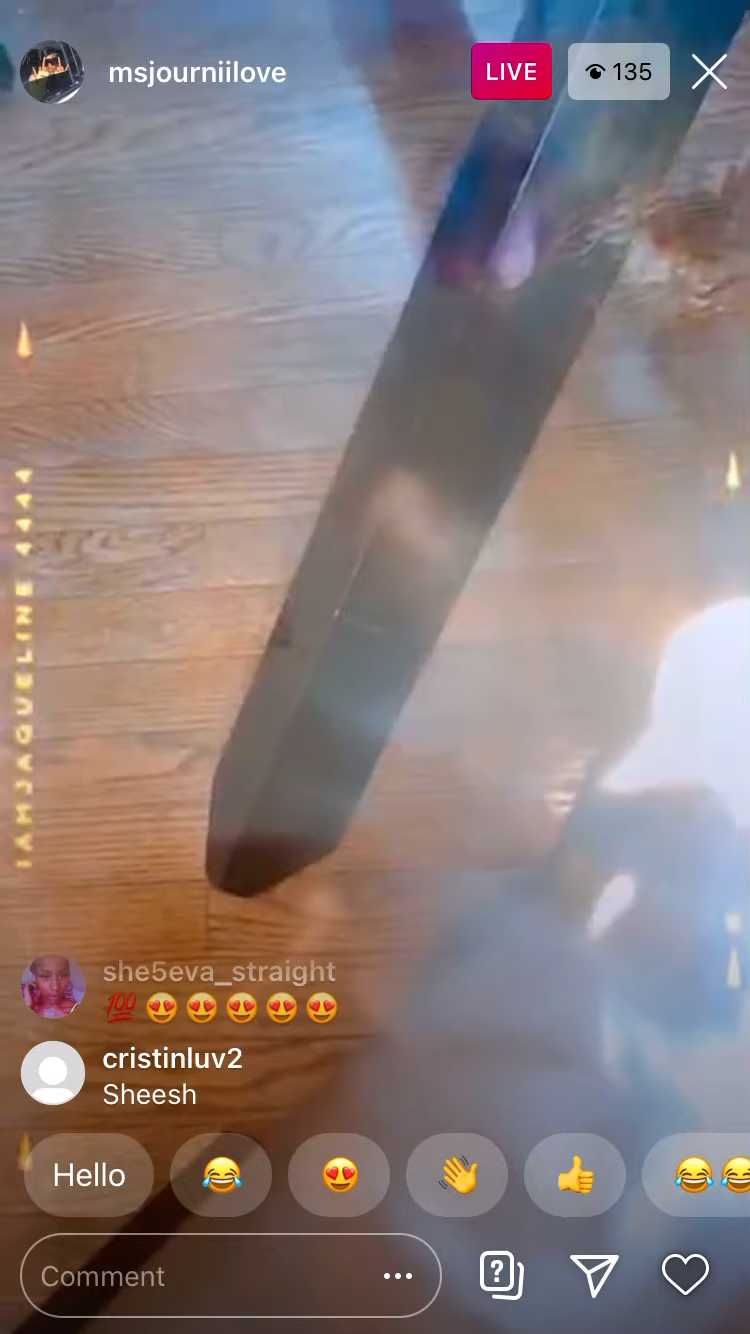 msjourniilove
LIVE
135
IAMJAQUELINE 4444
she5eva_straight
💯😍😍😍😍😍
cristinluv2
Sheesh
Hello
😂 😍 👋 👍 😂😂
Comment